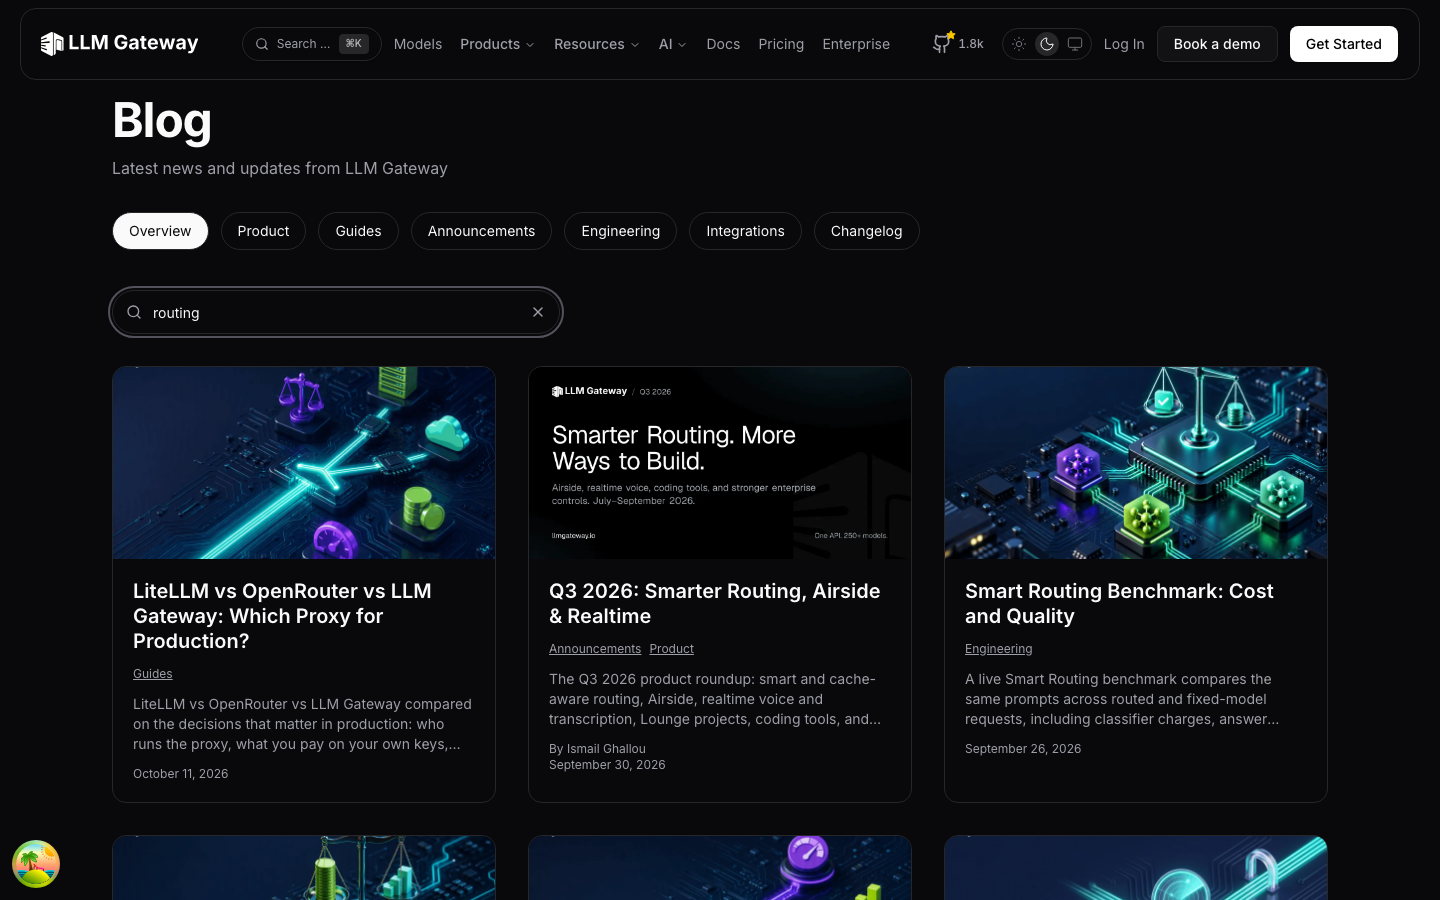 LLM Gateway
Search ...
⌘K
Models
Products
Resources
AI
Docs
Pricing
Enterprise
1.8k
Log In
Book a demo
Get Started
Blog
Latest news and updates from LLM Gateway
Overview
Product
Guides
Announcements
Engineering
Integrations
Changelog
routing
LiteLLM vs OpenRouter vs LLM
Gateway: Which Proxy for
Production?
Guides
LiteLLM vs OpenRouter vs LLM Gateway compared
on the decisions that matter in production: who
runs the proxy, what you pay on your own keys,...
October 11, 2026
LLM Gateway / Q3 2026
Smarter Routing. More
Ways to Build.
Airside, realtime voice, coding tools, and stronger enterprise
controls. July–September 2026.
llmgateway.io
One API. 250+ models.
Q3 2026: Smarter Routing, Airside
& Realtime
Announcements Product
The Q3 2026 product roundup: smart and cache-
aware routing, Airside, realtime voice and
transcription, Lounge projects, coding tools, and...
By Ismail Ghallou
September 30, 2026
Smart Routing Benchmark: Cost
and Quality
Engineering
A live Smart Routing benchmark compares the
same prompts across routed and fixed-model
requests, including classifier charges, answer...
September 26, 2026